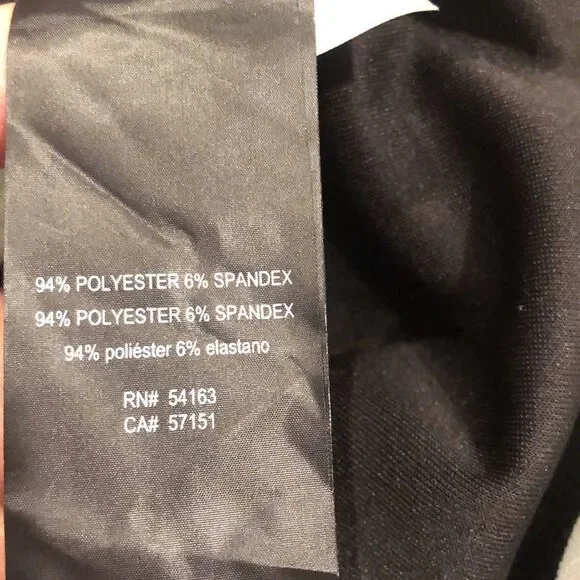 94% POLYESTER 6% SPANDEX
94% POLYESTER 6% SPANDEX
94% poliéster 6% elastano
RN# 54163
CA# 57151